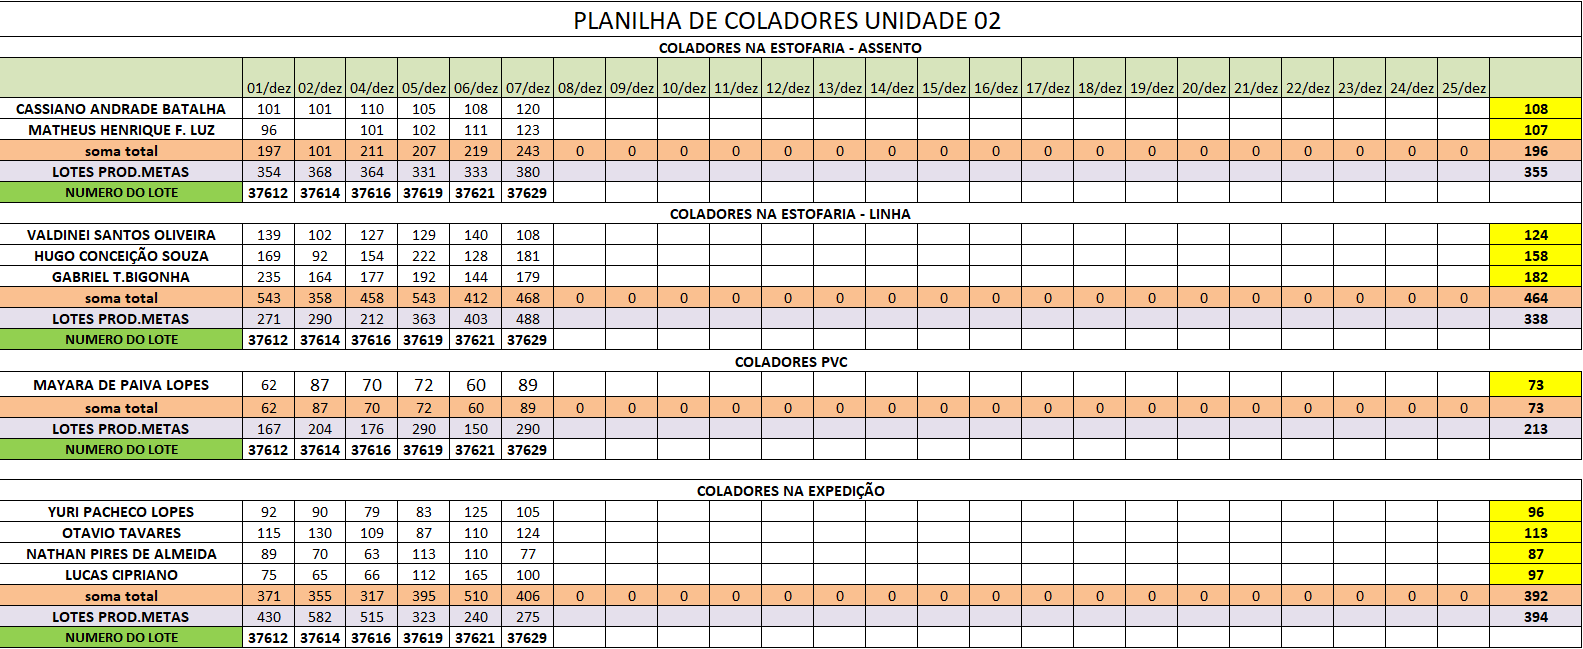 PLANILHA DE COLADORES UNIDADE 02
COLADORES NA ESTOFARIA - ASSENTO
01/dez 02/dez 04/dez 05/dez 06/dez 07/dez 08/dez 09/dez 10/dez 11/dez 12/dez 13/dez 14/dez 15/dez 16/dez 17/dez 18/dez 19/dez 20/dez 21/dez 22/dez 23/dez 24/dez 25/dez
CASSIANO ANDRADE BATALHA 101 101 110 105 108 120 108
MATHEUS HENRIQUE F. LUZ 96 101 102 111 123 107
soma total 197 101 211 207 219 243 0 0 0 0 0 0 0 0 0 0 0 0 0 0 0 0 0 0 196
LOTES PROD.METAS 354 368 364 331 333 380 355
NUMERO DO LOTE 37612 37614 37616 37619 37621 37629
COLADORES NA ESTOFARIA - LINHA
VALDINEI SANTOS OLIVEIRA 139 102 127 129 140 108 124
HUGO CONCEIÇÃO SOUZA 169 92 154 222 128 181 158
GABRIEL T.BIGONHA 235 164 177 192 144 179 182
soma total 543 358 458 543 412 468 0 0 0 0 0 0 0 0 0 0 0 0 0 0 0 0 0 0 464
LOTES PROD.METAS 271 290 212 363 403 488 338
NUMERO DO LOTE 37612 37614 37616 37619 37621 37629
COLADORES PVC
MAYARA DE PAIVA LOPES 62 87 70 72 60 89 73
soma total 62 87 70 72 60 89 0 0 0 0 0 0 0 0 0 0 0 0 0 0 0 0 0 0 73
LOTES PROD.METAS 167 204 176 290 150 290 213
NUMERO DO LOTE 37612 37614 37616 37619 37621 37629
COLADORES NA EXPEDIÇÃO
YURI PACHECO LOPES 92 90 79 83 125 105 96
OTAVIO TAVARES 115 130 109 87 110 124 113
NATHAN PIRES DE ALMEIDA 89 70 63 113 110 77 87
LUCAS CIPRIANO 75 65 66 112 165 100 97
soma total 371 355 317 395 510 406 0 0 0 0 0 0 0 0 0 0 0 0 0 0 0 0 0 0 392
LOTES PROD.METAS 430 582 515 323 240 275 394
NUMERO DO LOTE 37612 37614 37616 37619 37621 37629